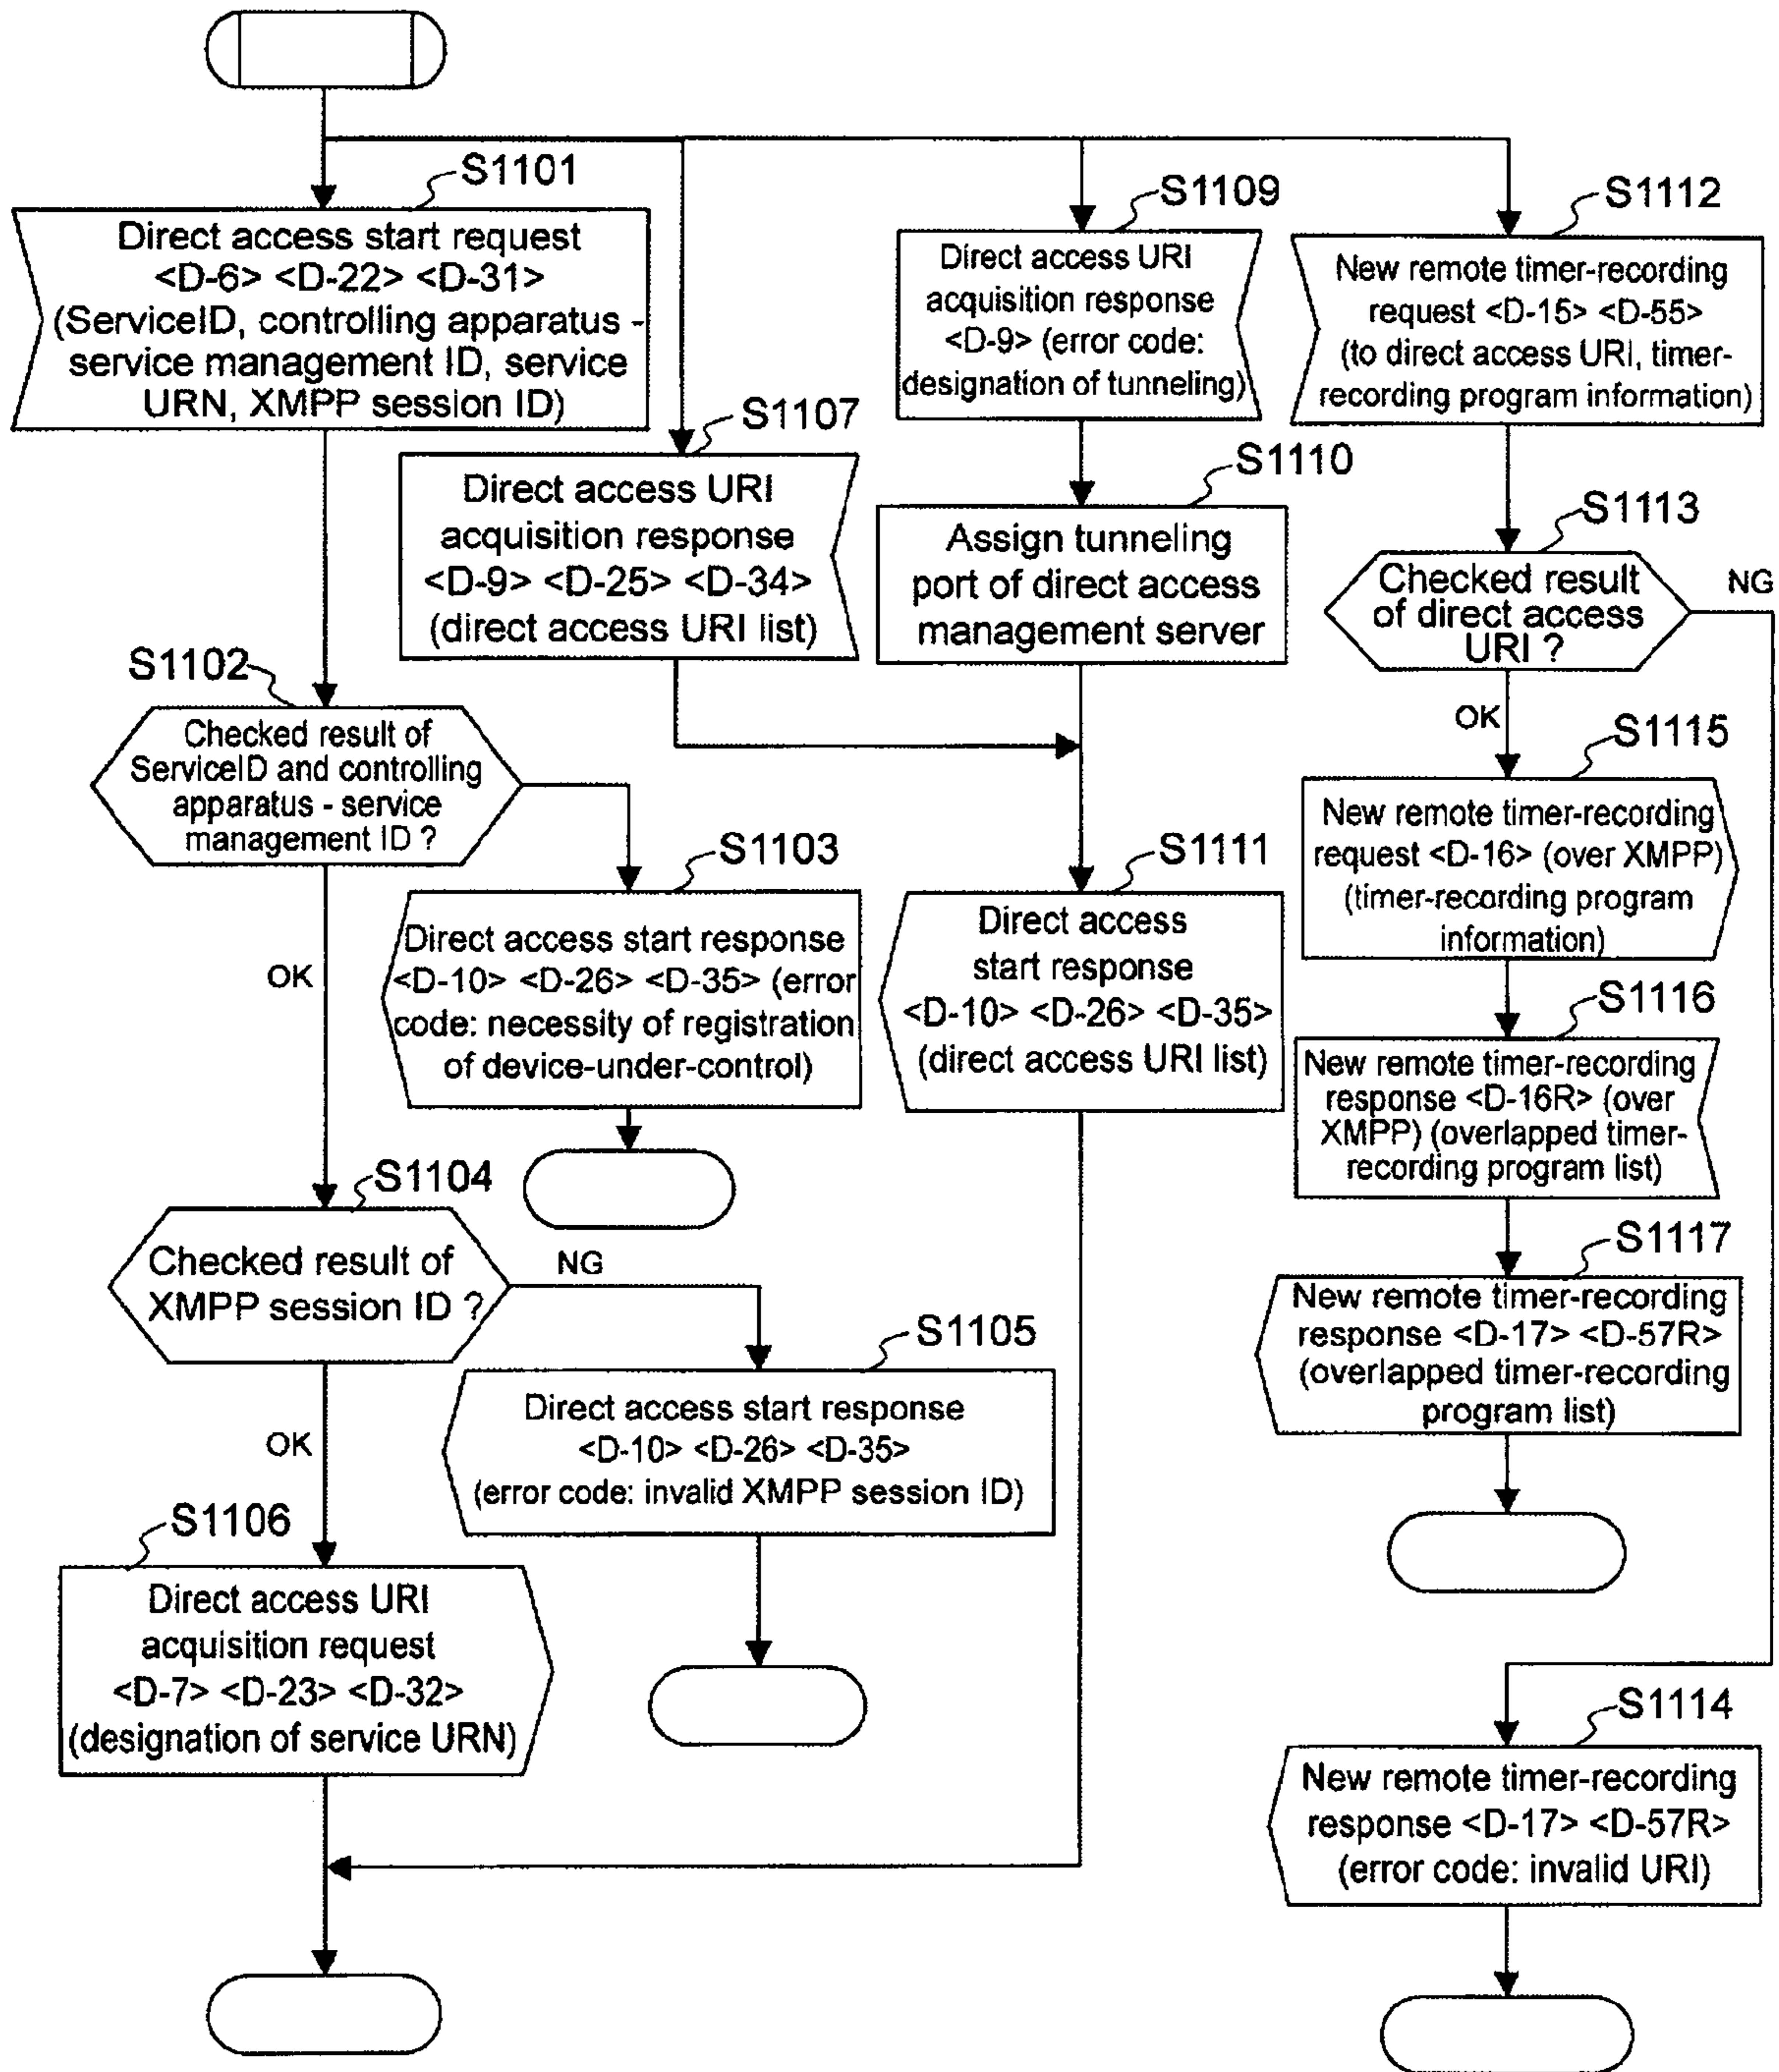 S1101
Direct access start request
<D-6> <D-22> <D-31>
(ServiceID, controlling apparatus -
service management ID, service
URN, XMPP session ID)
S1102
Checked result of
ServiceID and controlling
apparatus - service
management ID ?
OK
S1103
Direct access start response
<D-10> <D-26> <D-35> (error
code: necessity of registration
of device-under-control)
S1104
Checked result of
XMPP session ID ?
NG
OK
S1105
Direct access start response
<D-10> <D-26> <D-35>
(error code: invalid XMPP session ID)
S1106
Direct access URI
acquisition request
<D-7> <D-23> <D-32>
(designation of service URN)
S1107
Direct access URI
acquisition response
<D-9> <D-25> <D-34>
(direct access URI list)
S1109
Direct access URI
acquisition response
<D-9> (error code:
designation of tunneling)
S1110
Assign tunneling
port of direct access
management server
S1111
Direct access
start response
<D-10> <D-26> <D-35>
(direct access URI list)
S1112
New remote timer-recording
request <D-15> <D-55>
(to direct access URI, timer-
recording program information)
S1113
Checked result
of direct access
URI ?
NG
OK
S1115
New remote timer-recording
request <D-16> (over XMPP)
(timer-recording program
information)
S1116
New remote timer-recording
response <D-16R> (over
XMPP) (overlapped timer-
recording program list)
S1117
New remote timer-recording
response <D-17> <D-57R>
(overlapped timer-recording
program list)
S1114
New remote timer-recording
response <D-17> <D-57R>
(error code: invalid URI)